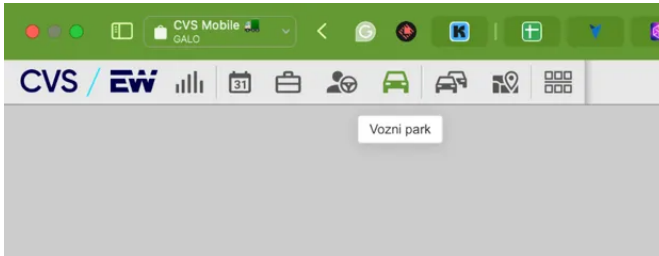 CVS Mobile
GALO
K
CVS / EW
31
Vozni park